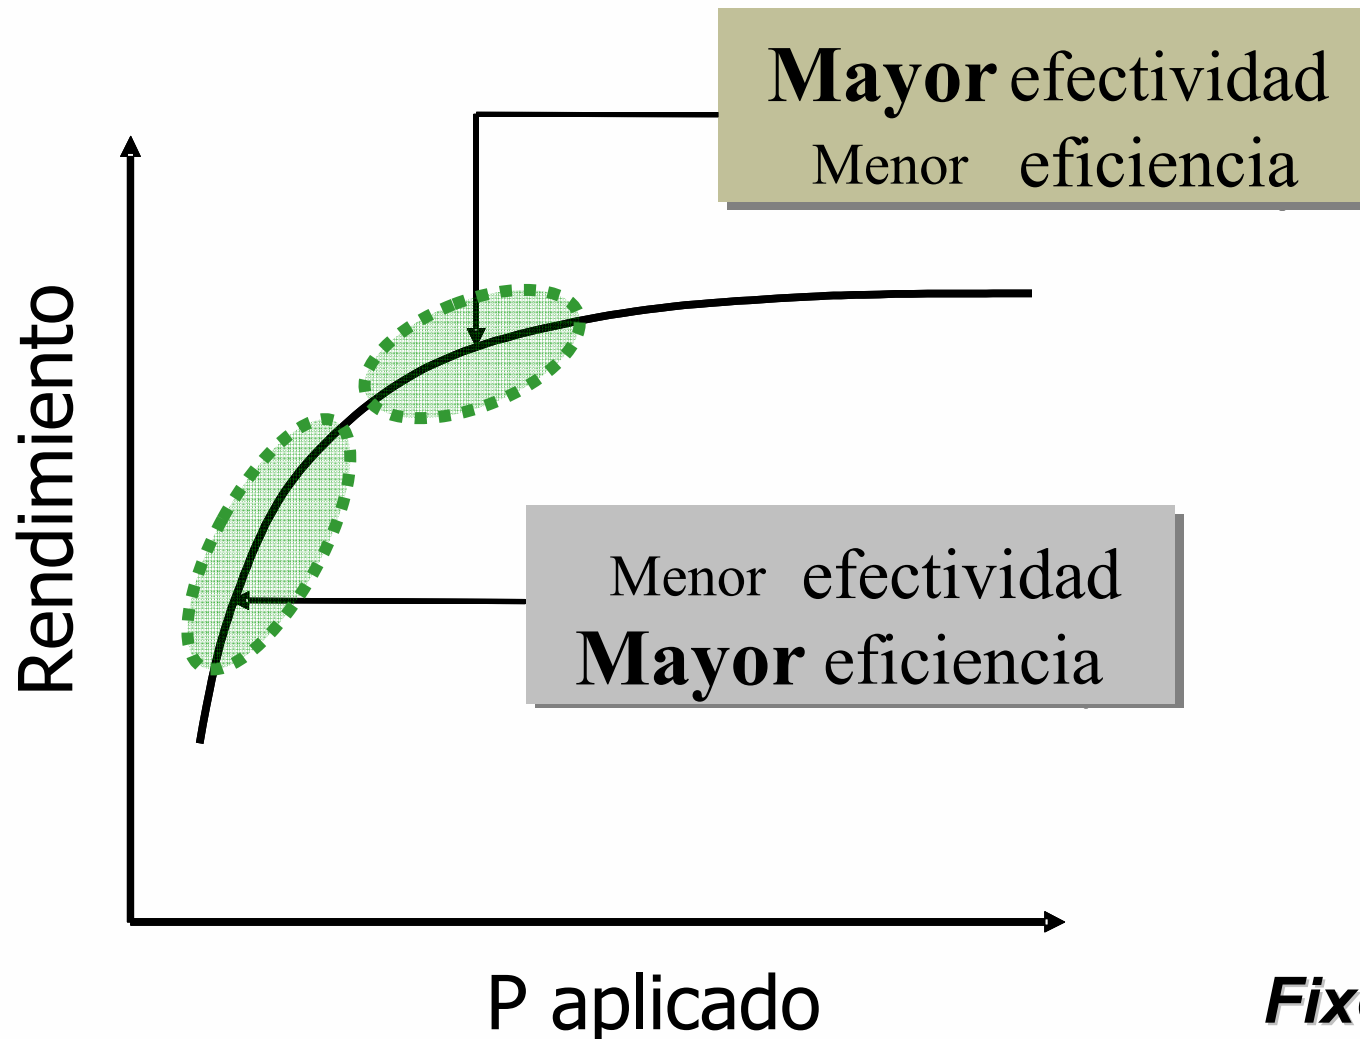 Mayor efectividad
Menor eficiencia
Rendimiento
Menor efectividad
Mayor eficiencia
P aplicado